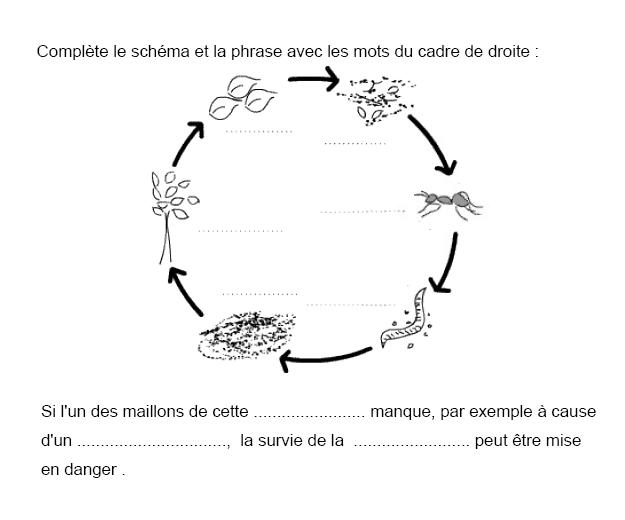 Complète le schéma et la phrase avec les mots du cadre de droite :
Si l'un des maillons de cette ........................ manque, par exemple à cause
d'un ................................, la survie de la ......................... peut être mise
en danger .